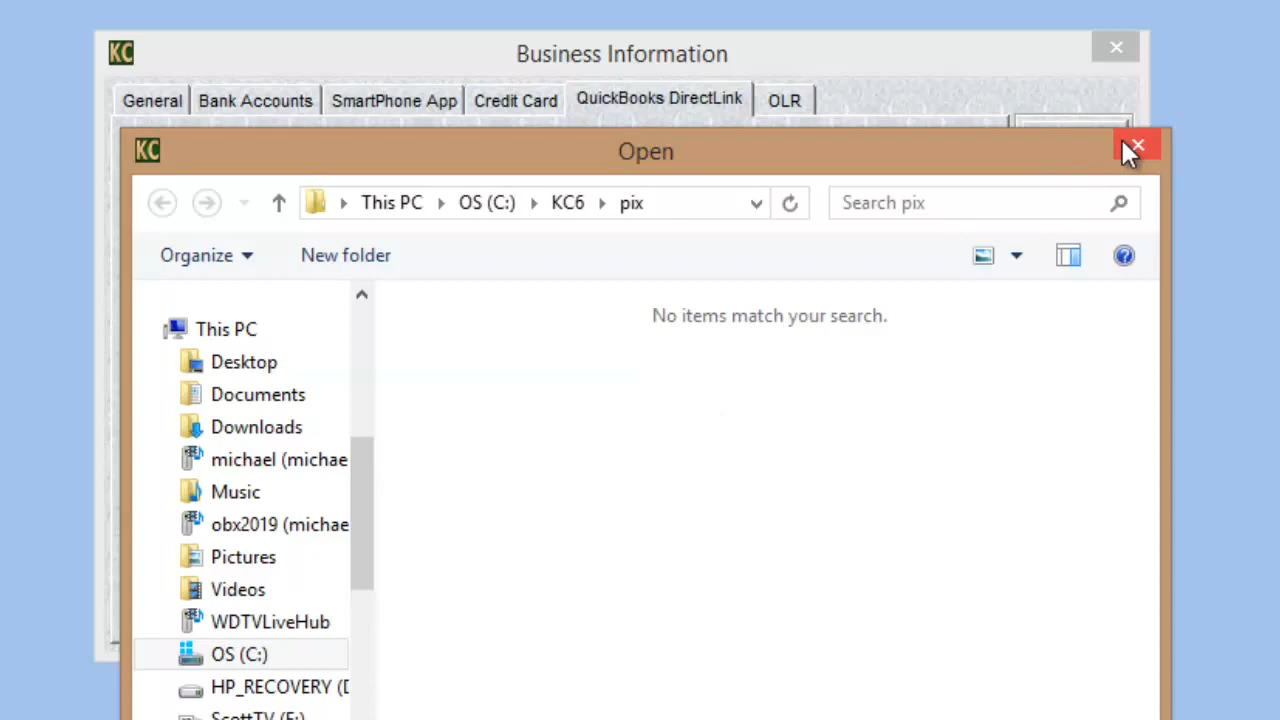 KC Business Information
General Bank Accounts SmartPhone App Credit Card QuickBooks DirectLink OLR
KC Open
This PC OS (C:) KC6 pix Search pix
Organize New folder
No items match your search.
This PC
Desktop
Documents
Downloads
michael (michae
Music
obx2019 (michae
Pictures
Videos
WDTVLiveHub
OS (C:)
HP_RECOVERY (D
ScottTV (F:)